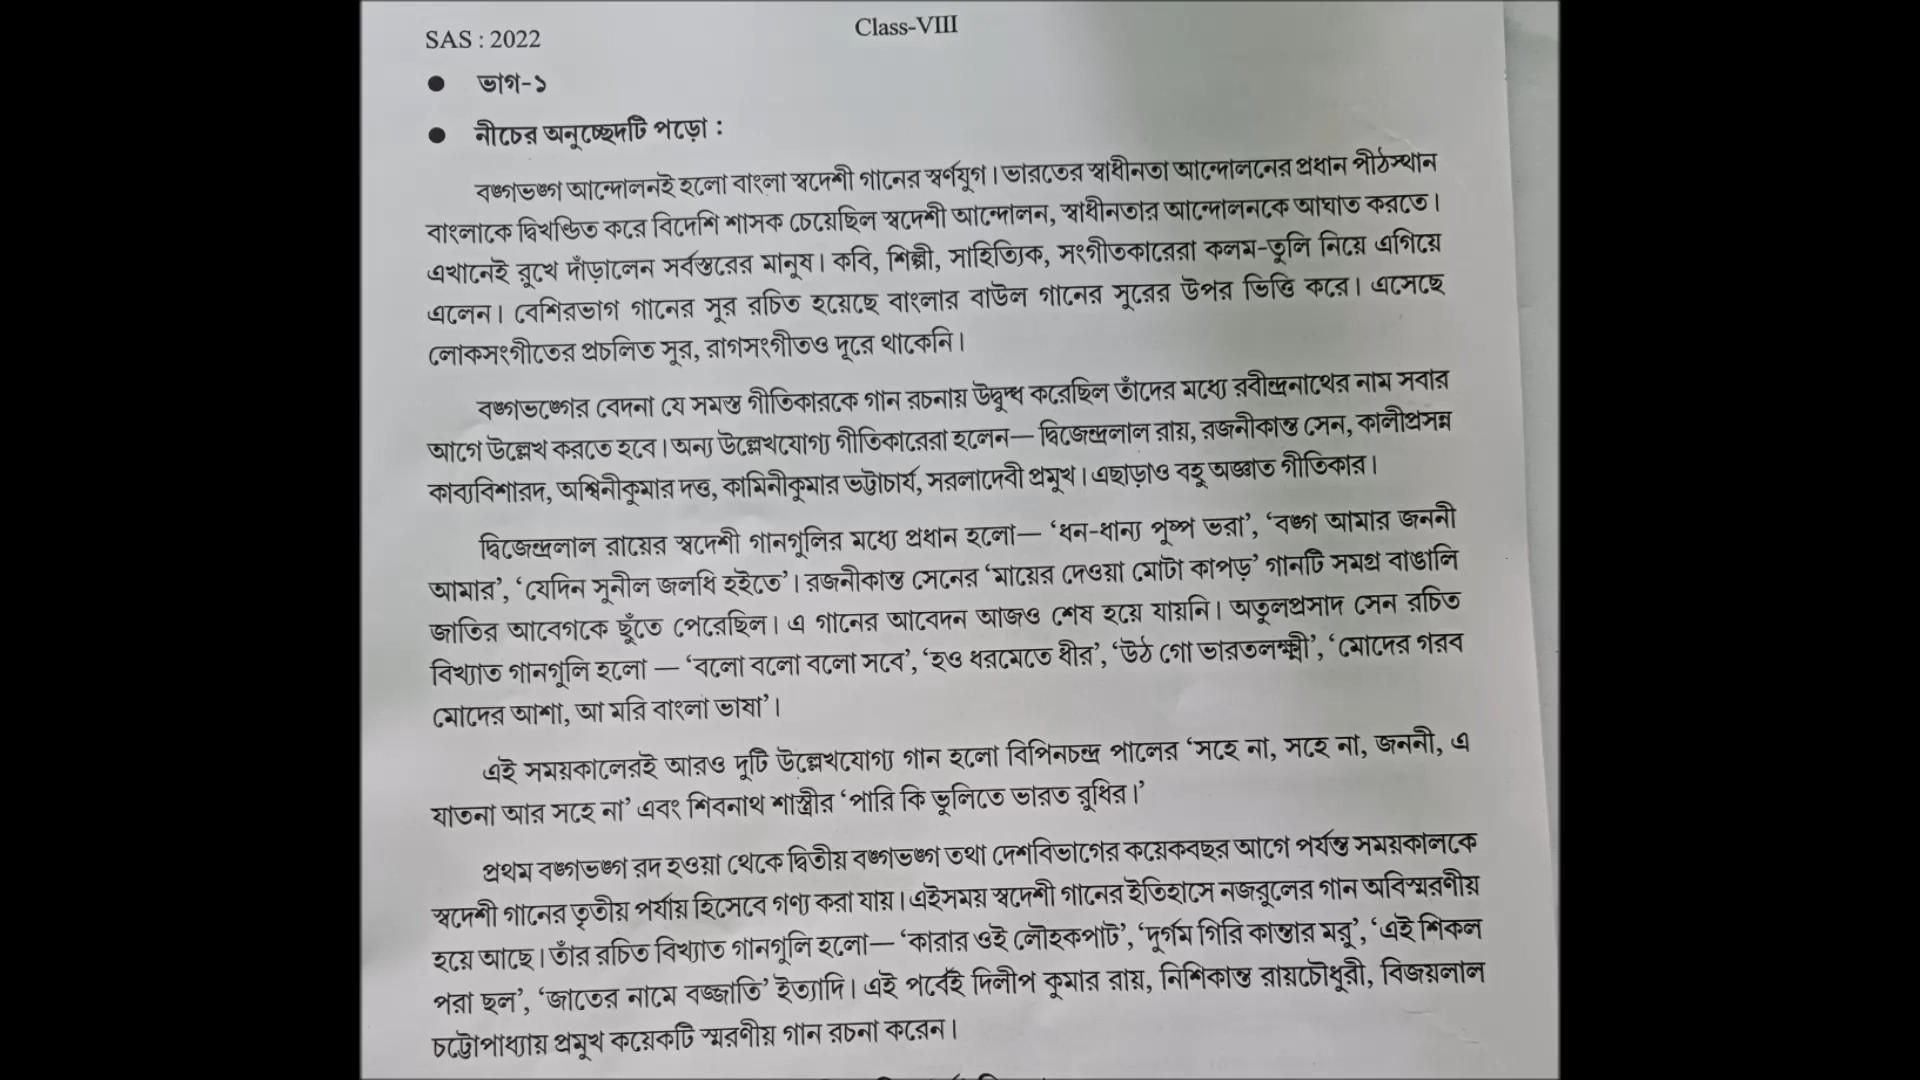 SAS : 2022
Class-VIII
● ভাগ-১
● নীচের অনুচ্ছেদটি পড়ো :
বঙ্গভঙ্গ আন্দোলনই হলো বাংলা স্বদেশী গানের স্বর্ণযুগ। ভারতের স্বাধীনতা আন্দোলনের প্রধান পীঠস্থান
বাংলাকে দ্বিখণ্ডিত করে বিদেশি শাসক চেয়েছিল স্বদেশী আন্দোলন, স্বাধীনতার আন্দোলনকে আঘাত করতে।
এখানেই রুখে দাঁড়ালেন সর্বস্তরের মানুষ। কবি, শিল্পী, সাহিত্যিক, সংগীতকারেরা কলম-তুলি নিয়ে এগিয়ে
এলেন। বেশিরভাগ গানের সুর রচিত হয়েছে বাংলার বাউল গানের সুরের উপর ভিত্তি করে। এসেছে
লোকসংগীতের প্রচলিত সুর, রাগসংগীতও দূরে থাকেনি।
বঙ্গভঙ্গের বেদনা যে সমস্ত গীতিকারকে গান রচনায় উদ্বুদ্ধ করেছিল তাঁদের মধ্যে রবীন্দ্রনাথের নাম সবার
আগে উল্লেখ করতে হবে। অন্য উল্লেখযোগ্য গীতিকারেরা হলেন— দ্বিজেন্দ্রলাল রায়, রজনীকান্ত সেন, কালীপ্রসন্ন
কাব্যবিশারদ, অশ্বিনীকুমার দত্ত, কামিনীকুমার ভট্টাচার্য, সরলাদেবী প্রমুখ। এছাড়াও বহু অজ্ঞাত গীতিকার।
দ্বিজেন্দ্রলাল রায়ের স্বদেশী গানগুলির মধ্যে প্রধান হলো— ‘ধন-ধান্য পুষ্প ভরা’, ‘বঙ্গ আমার জননী
আমার’, ‘যেদিন সুনীল জলধি হইতে’। রজনীকান্ত সেনের ‘মায়ের দেওয়া মোটা কাপড়’ গানটি সমগ্র বাঙালি
জাতির আবেগকে ছুঁতে পেরেছিল। এ গানের আবেদন আজও শেষ হয়ে যায়নি। অতুলপ্রসাদ সেন রচিত
বিখ্যাত গানগুলি হলো — ‘বলো বলো বলো সবে’, ‘হও ধরমেতে ধীর’, ‘উঠ গো ভারতলক্ষ্মী’, ‘মোদের গরব
মোদের আশা, আ মরি বাংলা ভাষা’।
এই সময়কালেরই আরও দুটি উল্লেখযোগ্য গান হলো বিপিনচন্দ্র পালের ‘সহে না, সহে না, জননী, এ
যাতনা আর সহে না’ এবং শিবনাথ শাস্ত্রীর ‘পারি কি ভুলিতে ভারত রুধির।’
প্রথম বঙ্গভঙ্গ রদ হওয়া থেকে দ্বিতীয় বঙ্গভঙ্গ তথা দেশবিভাগের কয়েকবছর আগে পর্যন্ত সময়কালকে
স্বদেশী গানের তৃতীয় পর্যায় হিসেবে গণ্য করা যায়। এইসময় স্বদেশী গানের ইতিহাসে নজরুলের গান অবিস্মরণীয়
হয়ে আছে। তাঁর রচিত বিখ্যাত গানগুলি হলো— ‘কারার ওই লৌহকপাট’, ‘দুর্গম গিরি কান্তার মরু’, ‘এই শিকল
পরা ছল’, ‘জাতের নামে বজ্জাতি’ ইত্যাদি। এই পর্বেই দিলীপ কুমার রায়, নিশিকান্ত রায়চৌধুরী, বিজয়লাল
চট্টোপাধ্যায় প্রমুখ কয়েকটি স্মরণীয় গান রচনা করেন।